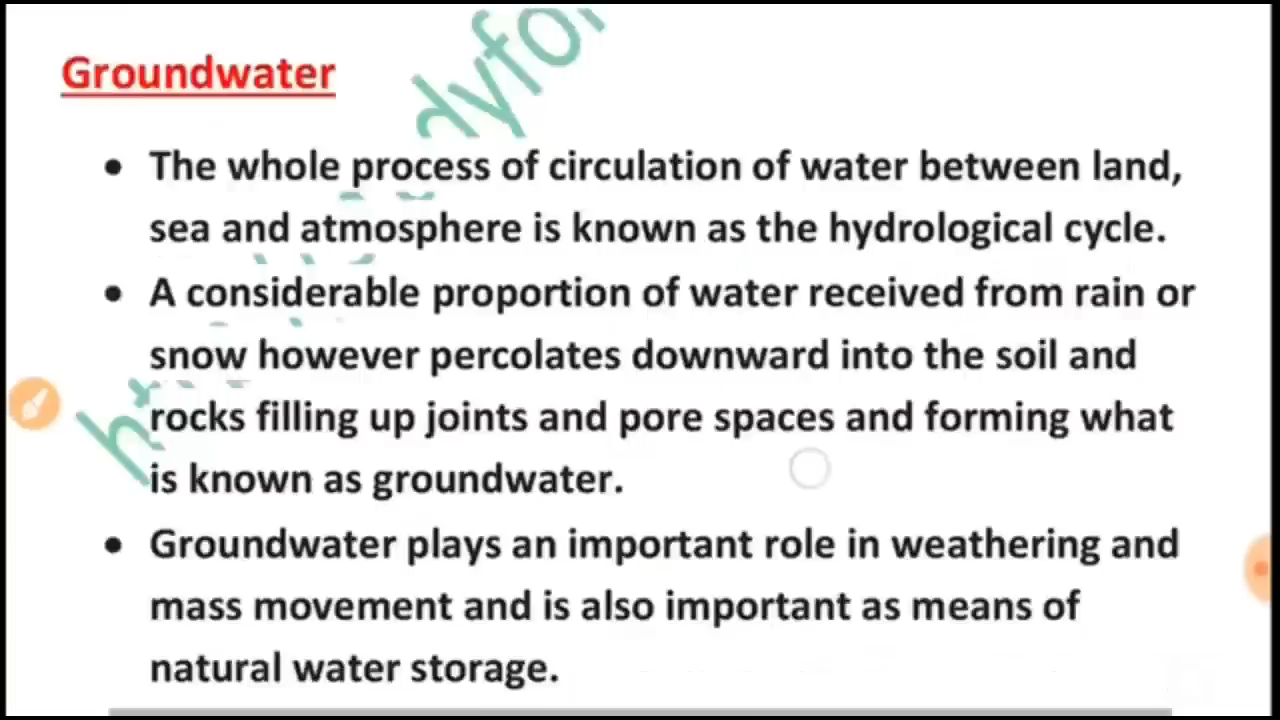 Groundwater
• The whole process of circulation of water between land,
sea and atmosphere is known as the hydrological cycle.
• A considerable proportion of water received from rain or
snow however percolates downward into the soil and
rocks filling up joints and pore spaces and forming what
is known as groundwater.
• Groundwater plays an important role in weathering and
mass movement and is also important as means of
natural water storage.